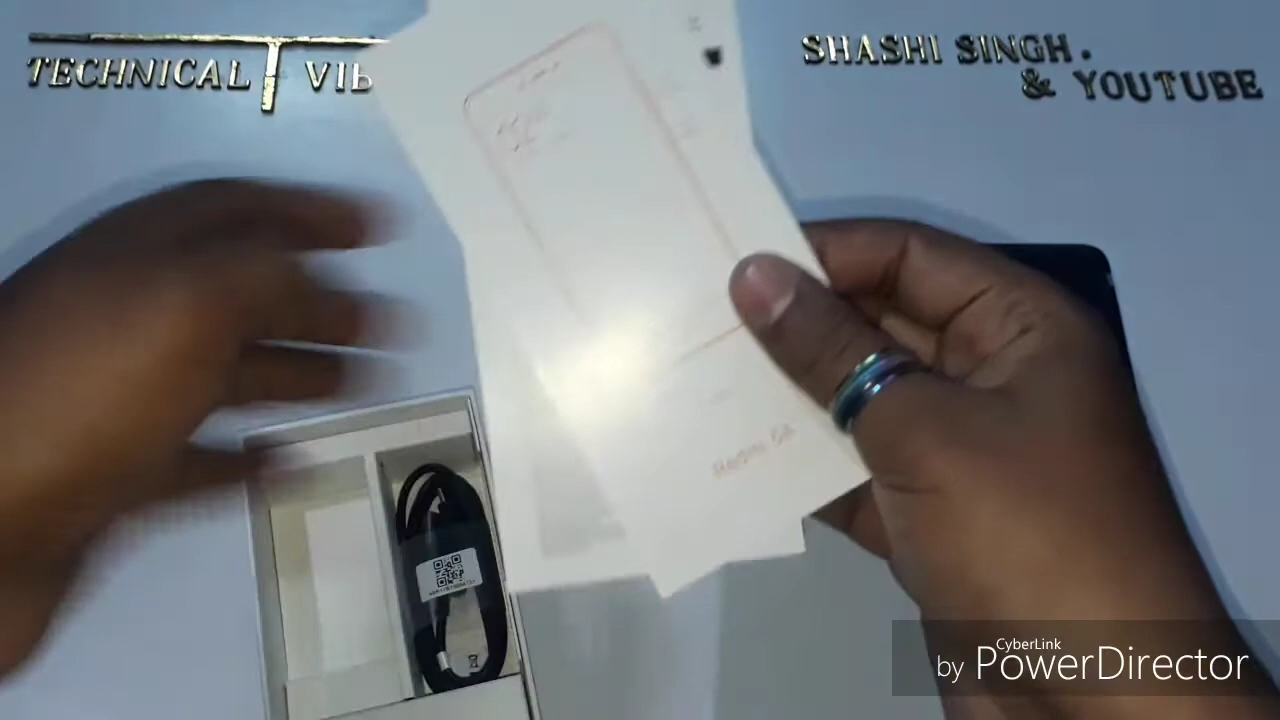 TECHNICAL VIB
SHASHI SINGH.
& YOUTUBE
CyberLink
by PowerDirector